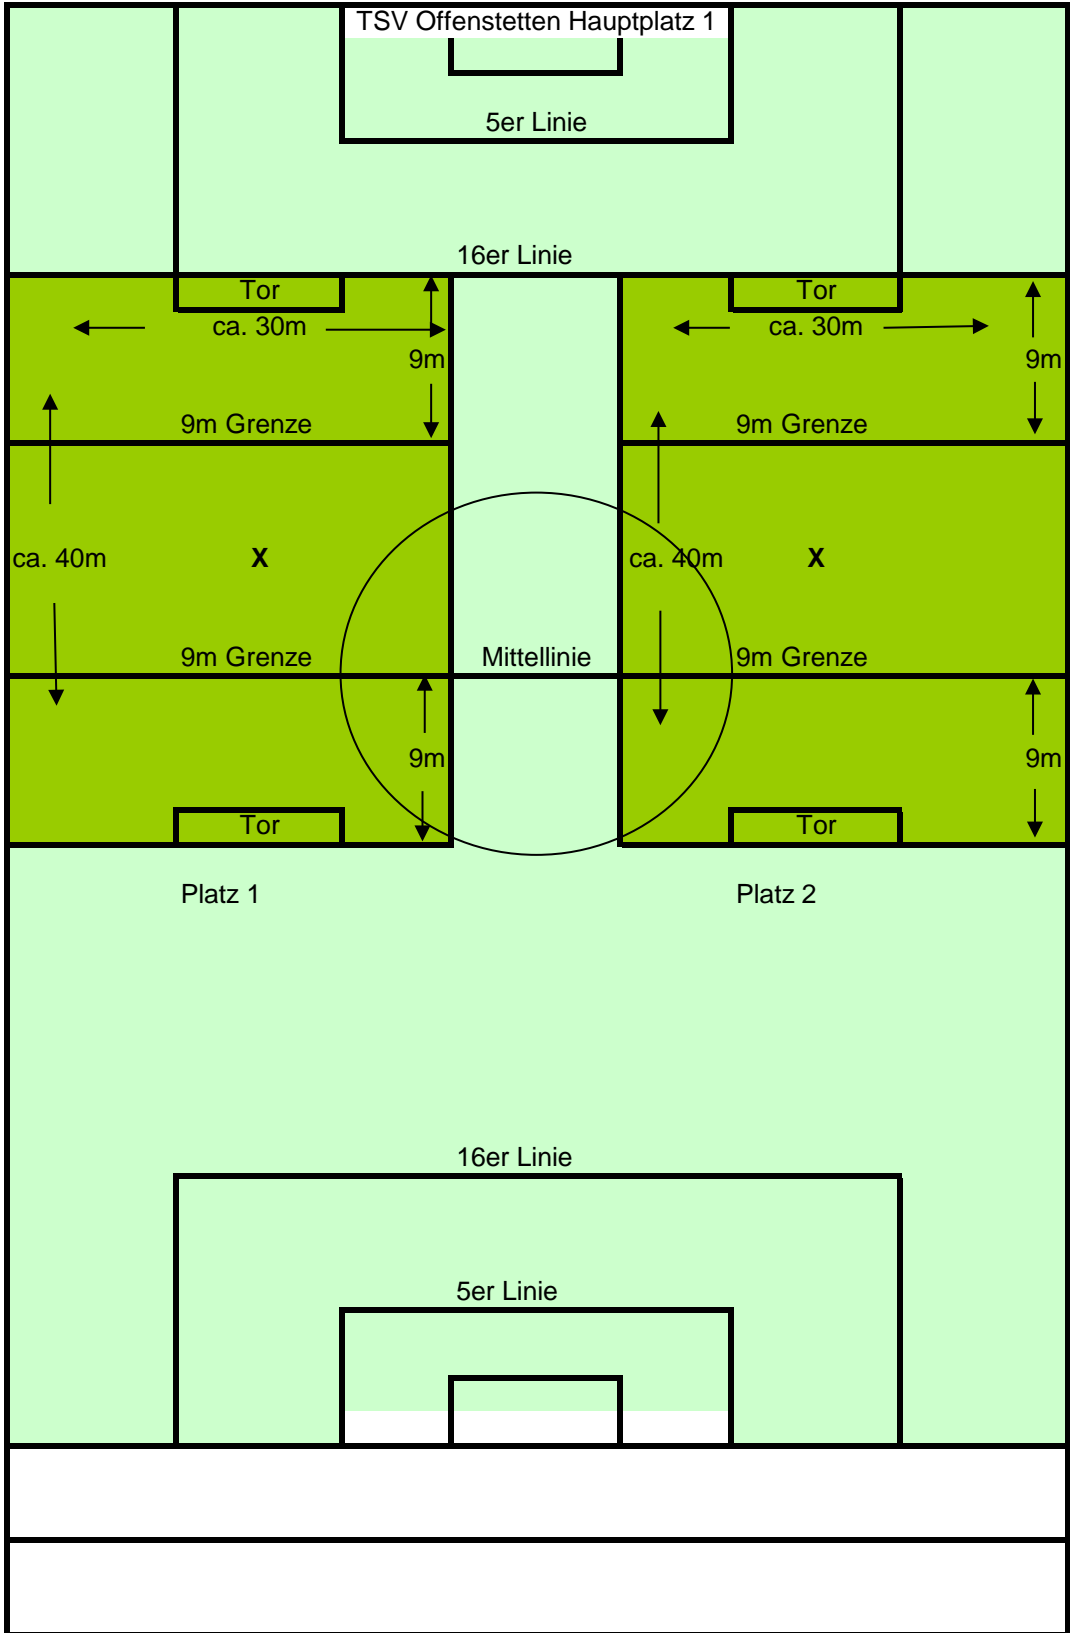 TSV Offenstetten Hauptplatz 1
5er Linie
16er Linie
Tor Tor
ca. 30m ca. 30m
9m 9m
9m Grenze 9m Grenze
ca. 40m X ca. 40m X
9m Grenze Mittellinie 9m Grenze
9m 9m
Tor Tor
Platz 1 Platz 2
16er Linie
5er Linie